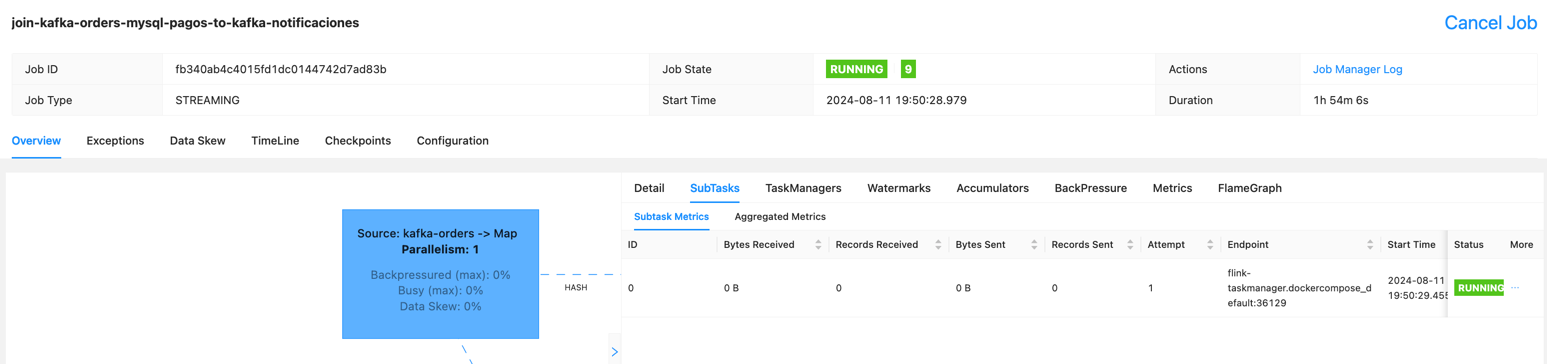 join-kafka-orders-mysql-pagos-to-kafka-notificaciones
Cancel Job
Job ID fb340ab4c4015fd1dc0144742d7ad83b Job State RUNNING 9 Actions Job Manager Log
Job Type STREAMING Start Time 2024-08-11 19:50:28.979 Duration 1h 54m 6s
Overview Exceptions Data Skew TimeLine Checkpoints Configuration
Source: kafka-orders -> Map
Parallelism: 1
Backpressured (max): 0%
Busy (max): 0%
Data Skew: 0%
HASH
Detail SubTasks TaskManagers Watermarks Accumulators BackPressure Metrics FlameGraph
Subtask Metrics Aggregated Metrics
ID Bytes Received Records Received Bytes Sent Records Sent Attempt Endpoint Start Time Status More
0 0 B 0 0 B 0 1
flink-
taskmanager.dockercompose_d
efault:36129
2024-08-11
19:50:29.455
RUNNING ...